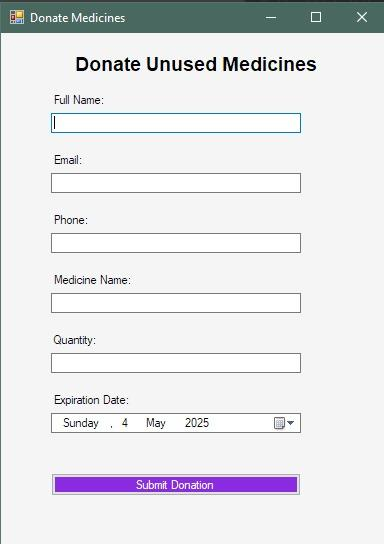 Donate Medicines
Donate Unused Medicines
Full Name:
Email:
Phone:
Medicine Name:
Quantity:
Expiration Date:
Sunday , 4 May 2025
Submit Donation